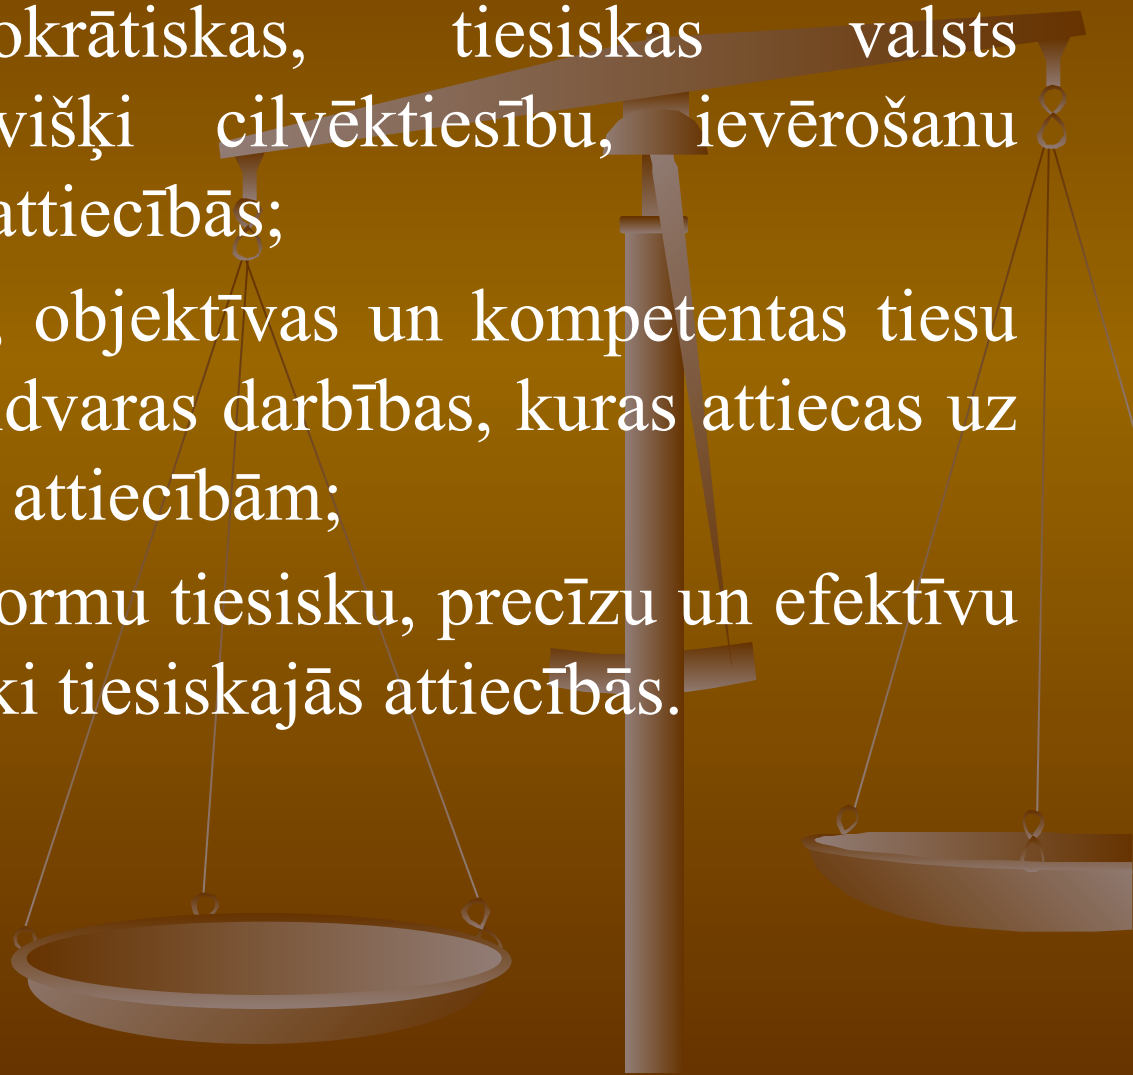 okrātiskas, tiesiskas valsts
višķi cilvēktiesību, ievērošanu
attiecībās;
, objektīvas un kompetentas tiesu
ldvaras darbības, kuras attiecas uz
attiecībām;
ormu tiesisku, precīzu un efektīvu
ki tiesiskajās attiecībās.